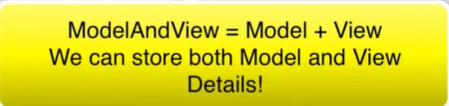 ModelAndView = Model + View
We can store both Model and View
Details!